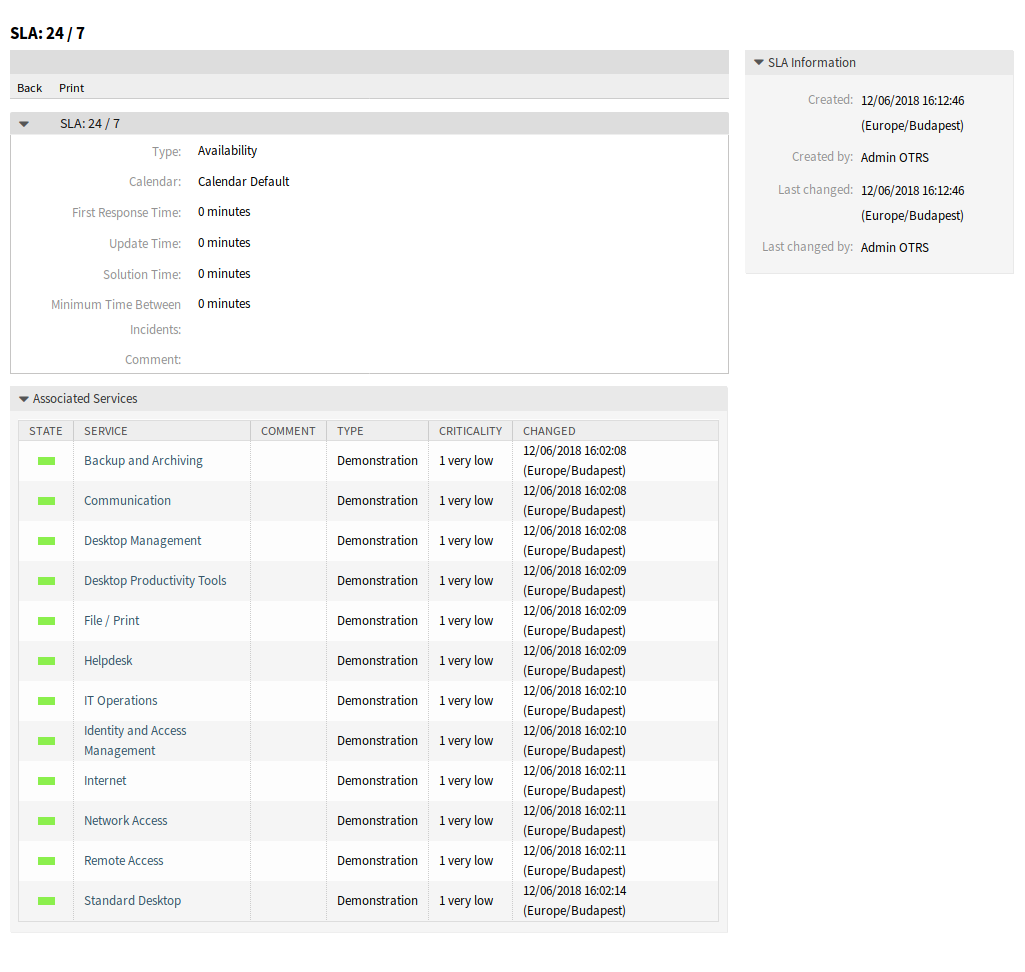 SLA: 24 / 7
Back Print
SLA: 24 / 7
Type: Availability
Calendar: Calendar Default
First Response Time: 0 minutes
Update Time: 0 minutes
Solution Time: 0 minutes
Minimum Time Between 0 minutes
Incidents:
Comment:
SLA Information
Created: 12/06/2018 16:12:46
(Europe/Budapest)
Created by: Admin OTRS
Last changed: 12/06/2018 16:12:46
(Europe/Budapest)
Last changed by: Admin OTRS
Associated Services
STATE SERVICE COMMENT TYPE CRITICALITY CHANGED
Backup and Archiving Demonstration 1 very low 12/06/2018 16:02:08
(Europe/Budapest)
Communication Demonstration 1 very low 12/06/2018 16:02:08
(Europe/Budapest)
Desktop Management Demonstration 1 very low 12/06/2018 16:02:08
(Europe/Budapest)
Desktop Productivity Tools Demonstration 1 very low 12/06/2018 16:02:09
(Europe/Budapest)
File / Print Demonstration 1 very low 12/06/2018 16:02:09
(Europe/Budapest)
Helpdesk Demonstration 1 very low 12/06/2018 16:02:09
(Europe/Budapest)
IT Operations Demonstration 1 very low 12/06/2018 16:02:10
(Europe/Budapest)
Identity and Access Demonstration 1 very low 12/06/2018 16:02:10
Management (Europe/Budapest)
Internet Demonstration 1 very low 12/06/2018 16:02:11
(Europe/Budapest)
Network Access Demonstration 1 very low 12/06/2018 16:02:11
(Europe/Budapest)
Remote Access Demonstration 1 very low 12/06/2018 16:02:11
(Europe/Budapest)
Standard Desktop Demonstration 1 very low 12/06/2018 16:02:14
(Europe/Budapest)